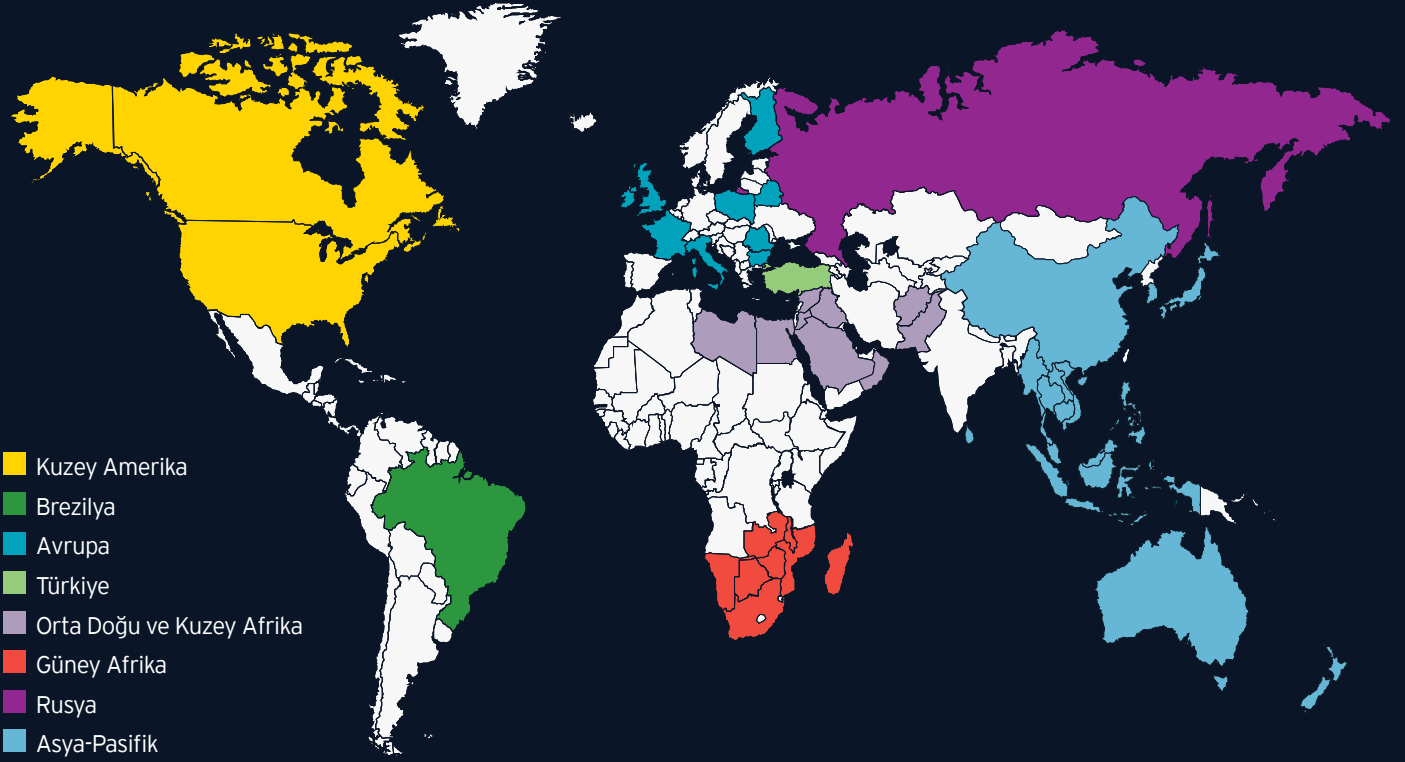 Kuzey Amerika
Brezilya
Avrupa
Türkiye
Orta Doğu ve Kuzey Afrika
Güney Afrika
Rusya
Asya-Pasifik